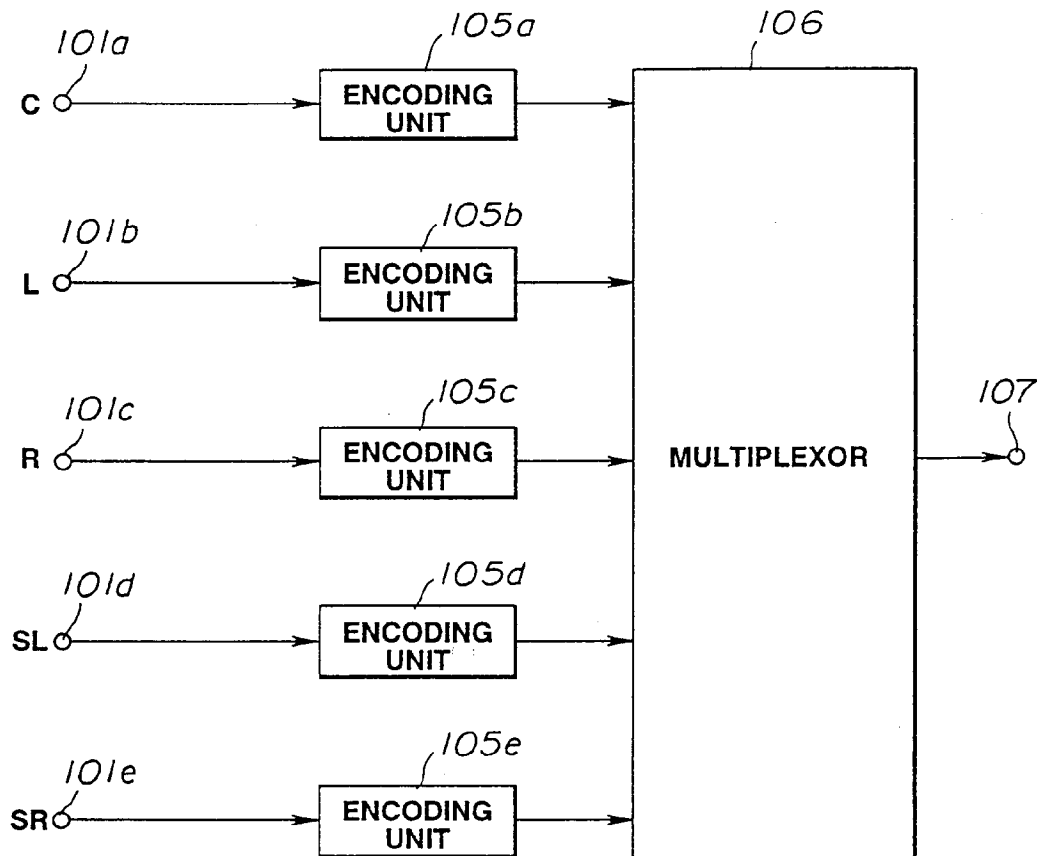 101a
105a
106
C
ENCODING
UNIT
101b
105b
L
ENCODING
UNIT
101c
105c
107
R
ENCODING
UNIT
MULTIPLEXOR
101d
105d
SL
ENCODING
UNIT
101e
105e
SR
ENCODING
UNIT